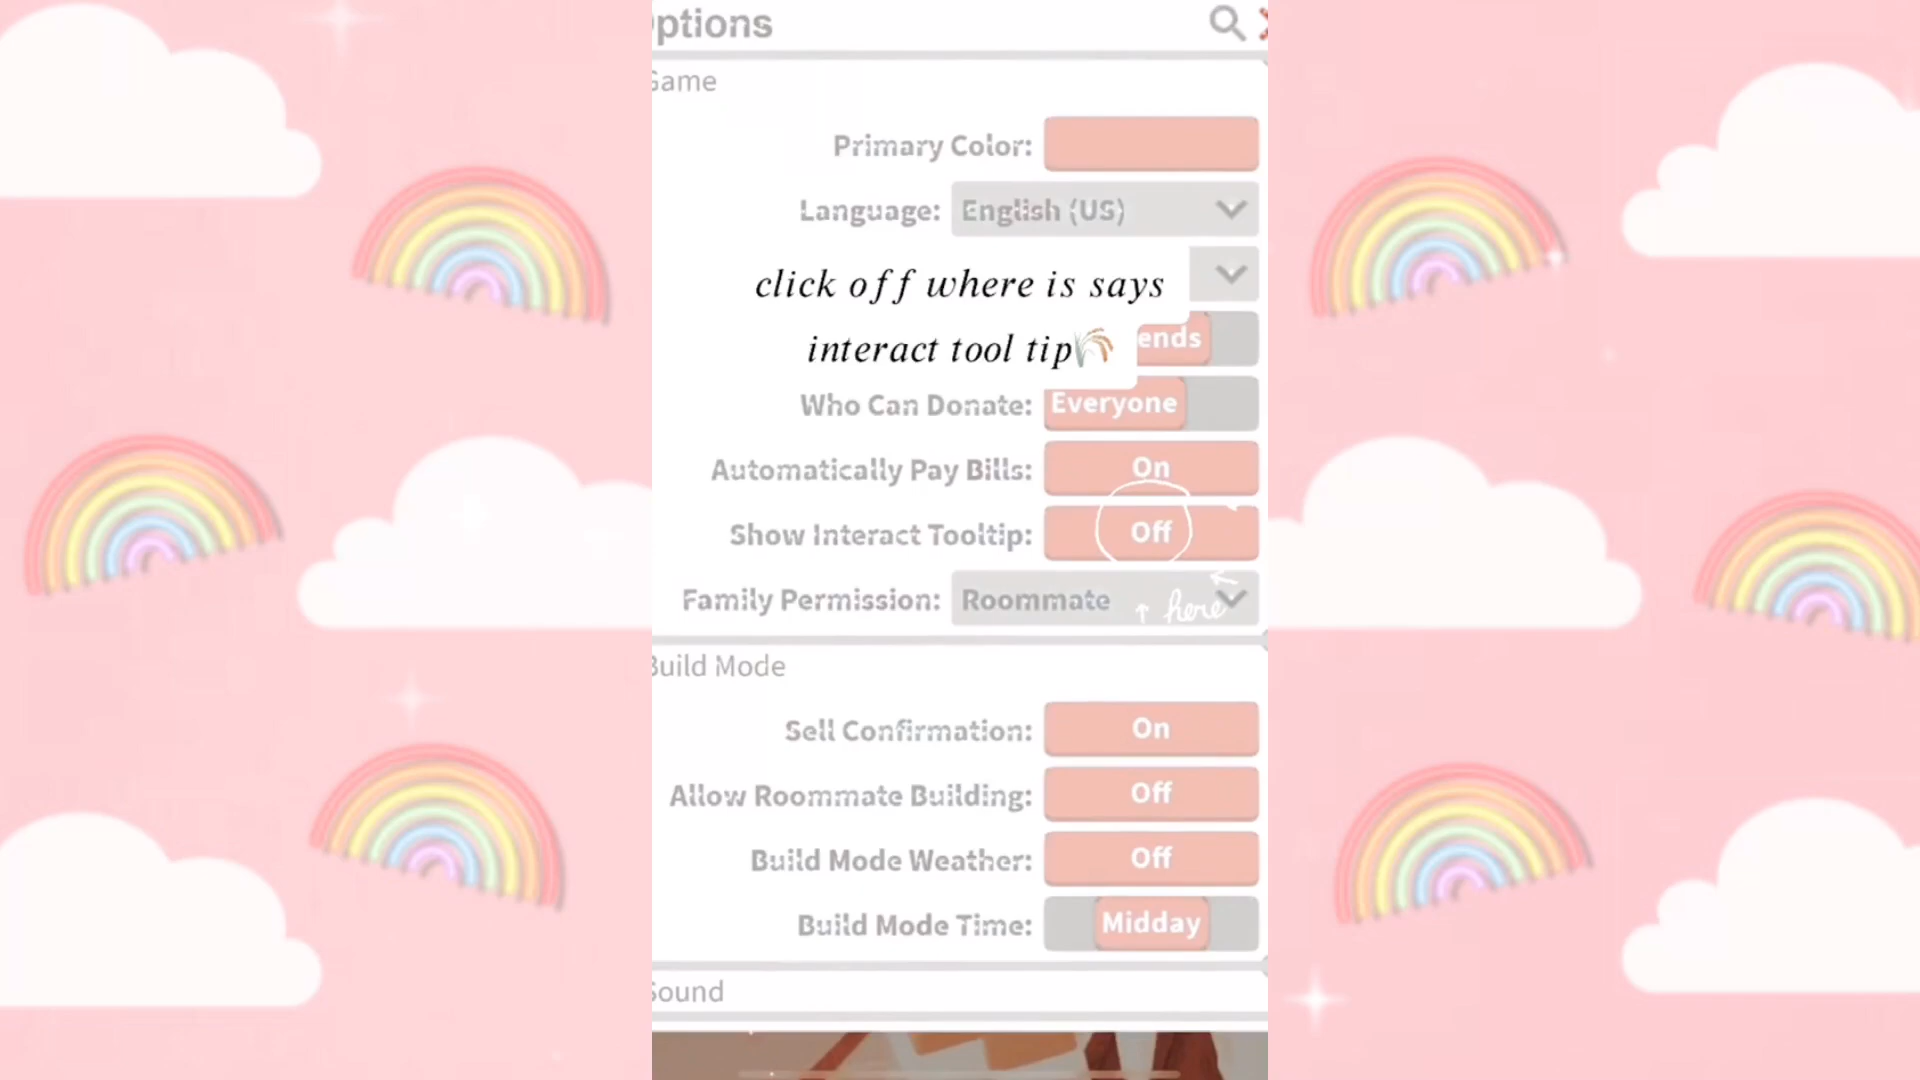 ptions
Game
Primary Color:
Language: English (US)
click off where is says
interact tool tip
ends
Who Can Donate: Everyone
Automatically Pay Bills: On
Show Interact Tooltip: Off
Family Permission: Roommate ↑ here
Build Mode
Sell Confirmation: On
Allow Roommate Building: Off
Build Mode Weather: Off
Build Mode Time: Midday
Sound